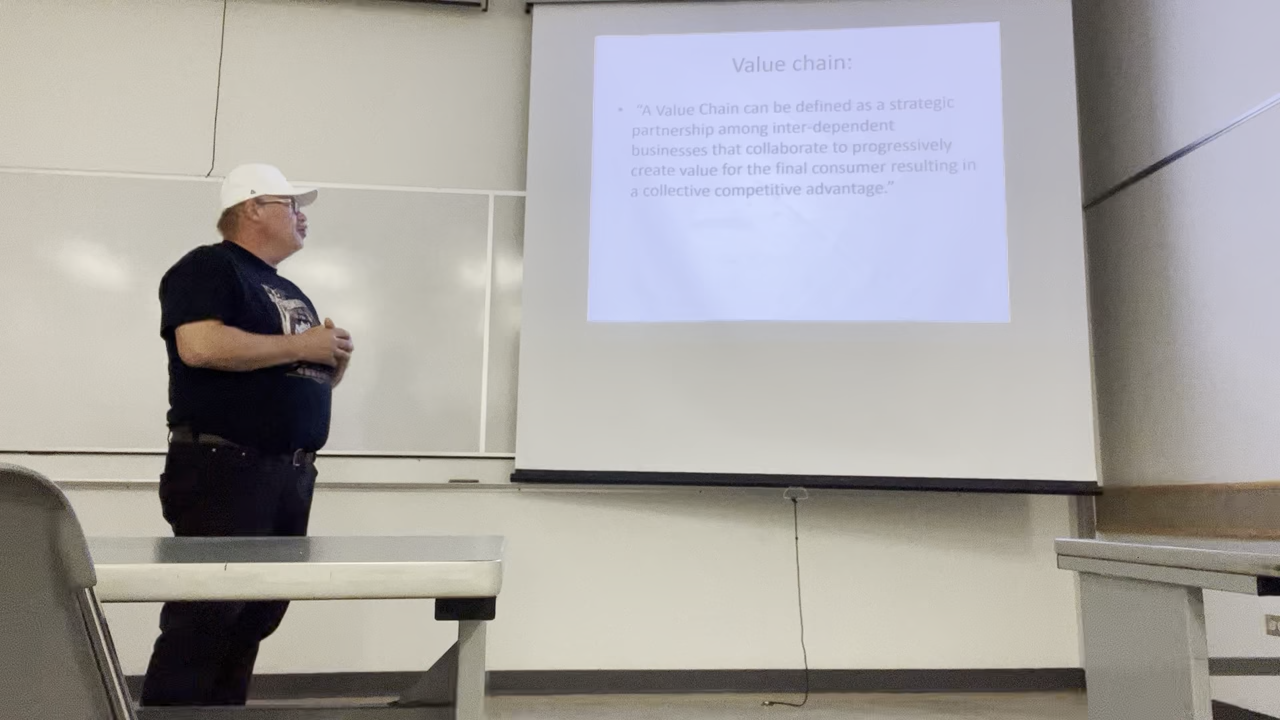 Value chain:
• “A Value Chain can be defined as a strategic
partnership among inter-dependent
businesses that collaborate to progressively
create value for the final consumer resulting in
a collective competitive advantage.”